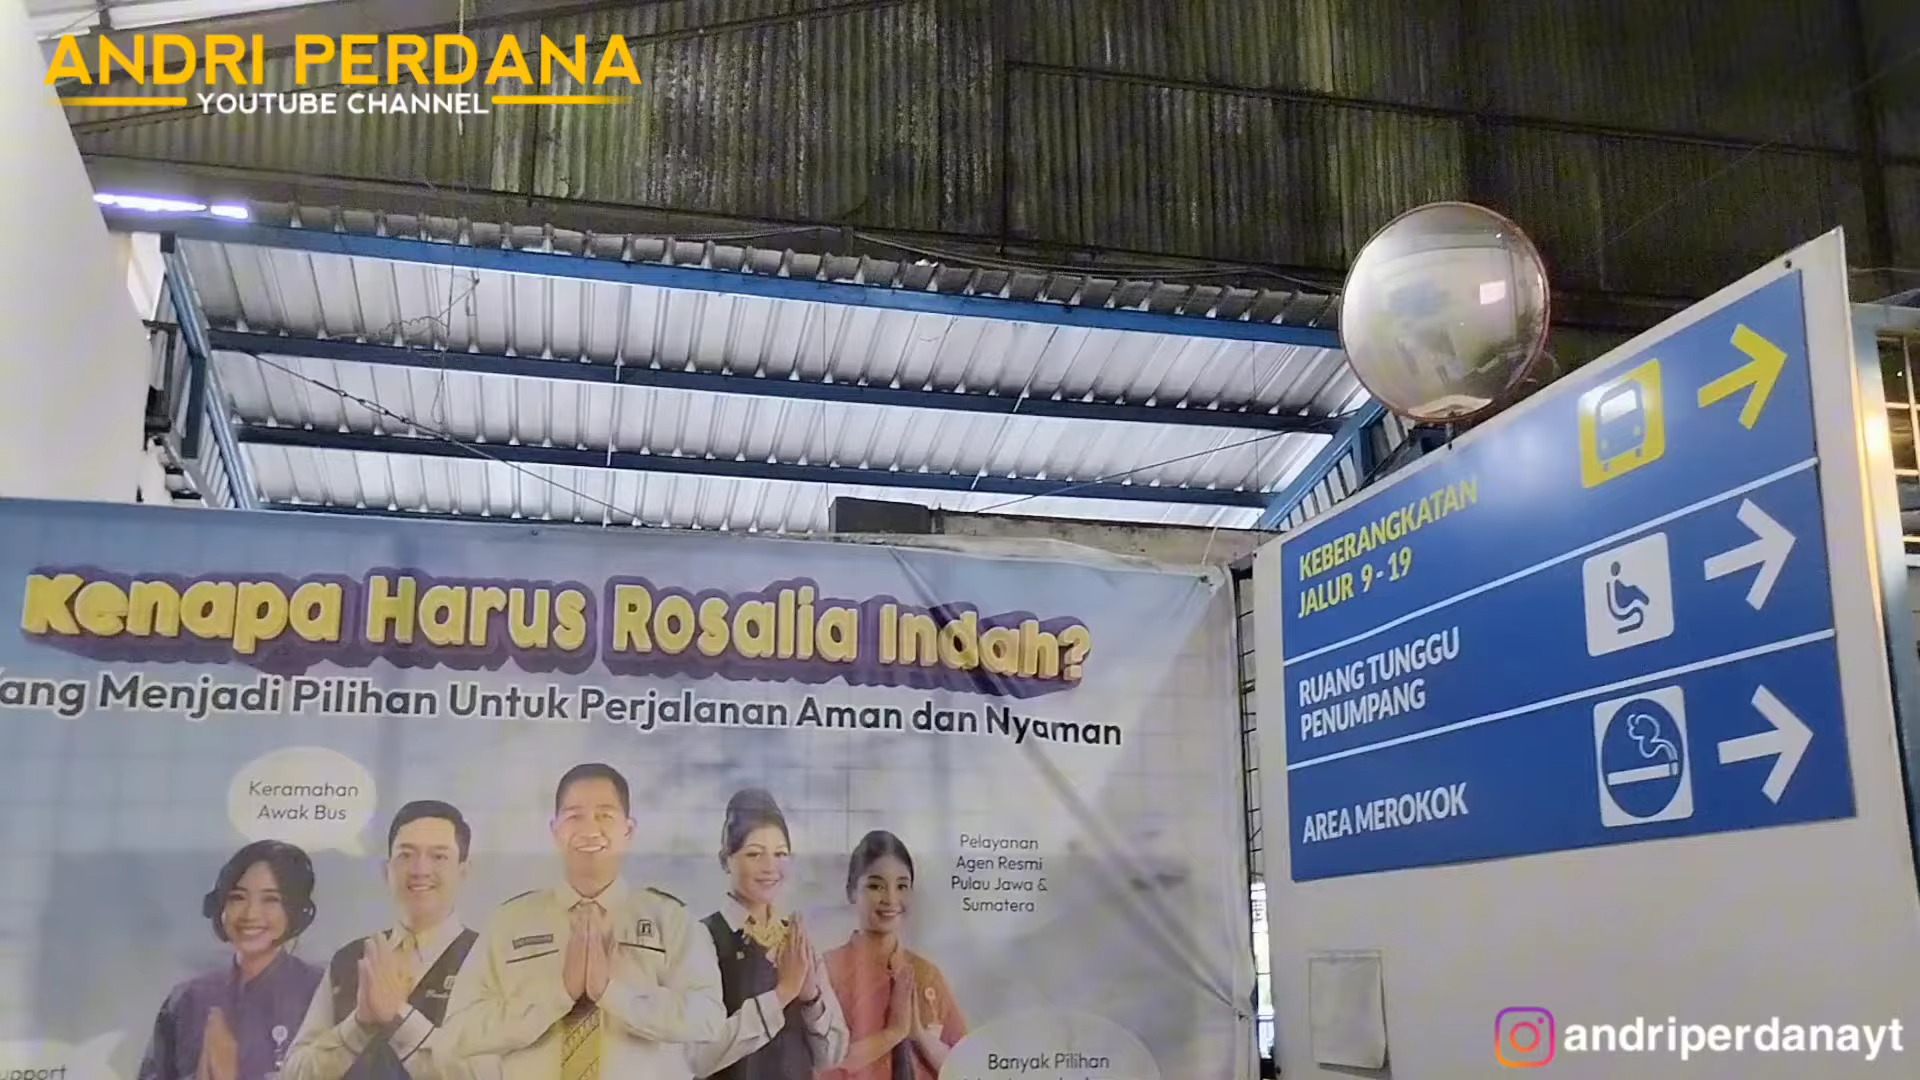 ANDRI PERDANA
YOUTUBE CHANNEL
Kenapa Harus Rosalia Indah?
ang Menjadi Pilihan Untuk Perjalanan Aman dan Nyaman
Keramahan
Awak Bus
Pelayanan
Agen Resmi
Pulau Jawa &
Sumatera
Banyak Pilihan
upport
KEBERANGKATAN
JALUR 9 - 19
RUANG TUNGGU
PENUMPANG
AREA MEROKOK
andriperdanayt